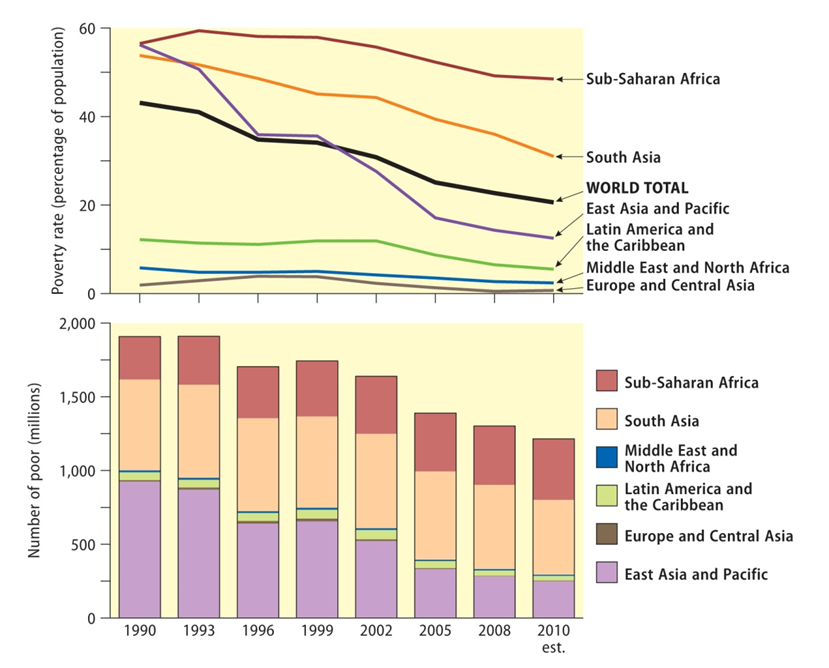 Poverty rate (percentage of population)
60
40
20
0
Sub-Saharan Africa
South Asia
WORLD TOTAL
East Asia and Pacific
Latin America and
the Caribbean
Middle East and North Africa
Europe and Central Asia
Number of poor (millions)
2,000
1,500
1,000
500
0
1990
1993
1996
1999
2002
2005
2008
2010
est.
Sub-Saharan Africa
South Asia
Middle East and
North Africa
Latin America and
the Caribbean
Europe and Central Asia
East Asia and Pacific